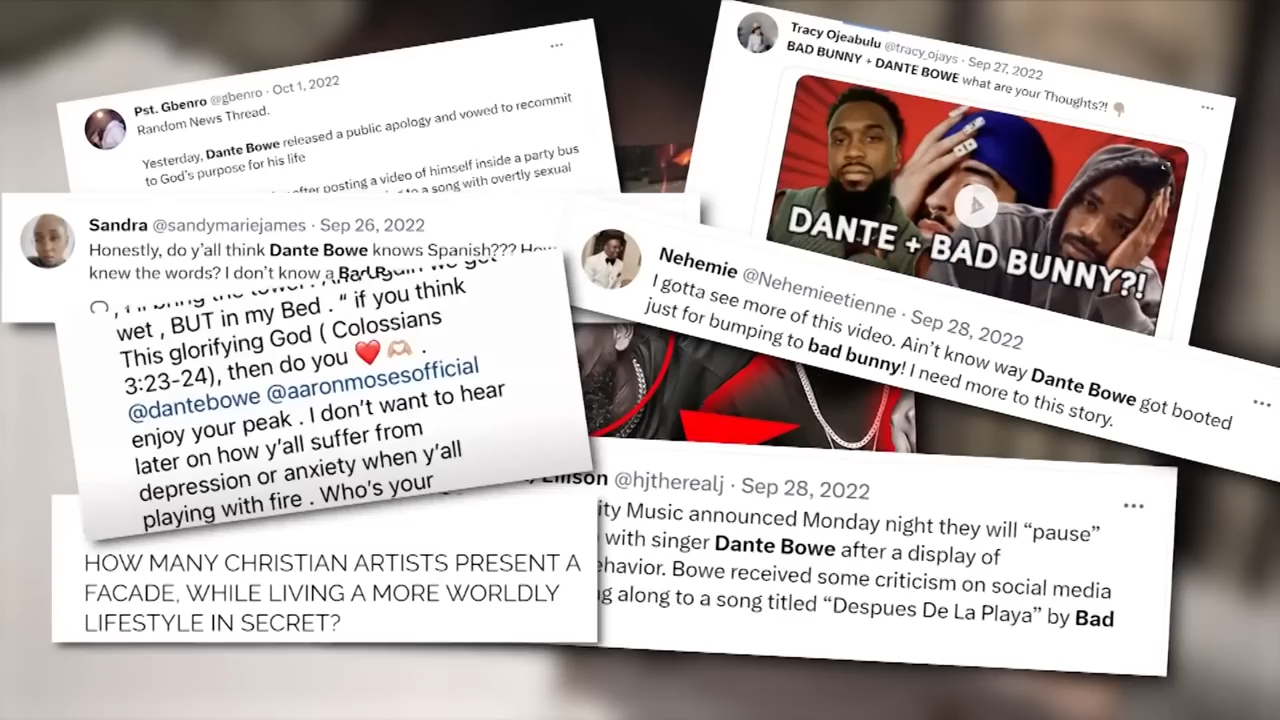 Pst. Gbenro @gbenro · Oct 1, 2022
Random News Thread.
Yesterday, Dante Bowe released a public apology and vowed to recommit
to God's purpose for his life
after posting a video of himself inside a party bus
to a song with overtly sexual
Tracy Ojeabulu @tracy_ojays · Sep 27, 2022
BAD BUNNY + DANTE BOWE what are your Thoughts?! 👇🏽
DANTE + BAD BUNNY?!
Sandra @sandymariejames · Sep 26, 2022
Honestly, do y'all think Dante Bowe knows Spanish??? How
knew the words? I don't know a
wet , BUT in my Bed . “ if you think
This glorifying God ( Colossians
3:23-24), then do you ❤️ 🫶🏼 .
@dantebowe @aaronmosesofficial
enjoy your peak . I don't want to hear
later on how y'all suffer from
depression or anxiety when y'all
playing with fire . Who's your
Nehemie @Nehemieetienne · Sep 28, 2022
I gotta see more of this video. Ain't know way Dante Bowe got booted
just for bumping to bad bunny! I need more to this story.
@hjtherealj · Sep 28, 2022
ity Music announced Monday night they will “pause”
with singer Dante Bowe after a display of
ehavior. Bowe received some criticism on social media
ng along to a song titled “Despues De La Playa” by Bad
HOW MANY CHRISTIAN ARTISTS PRESENT A
FACADE, WHILE LIVING A MORE WORLDLY
LIFESTYLE IN SECRET?